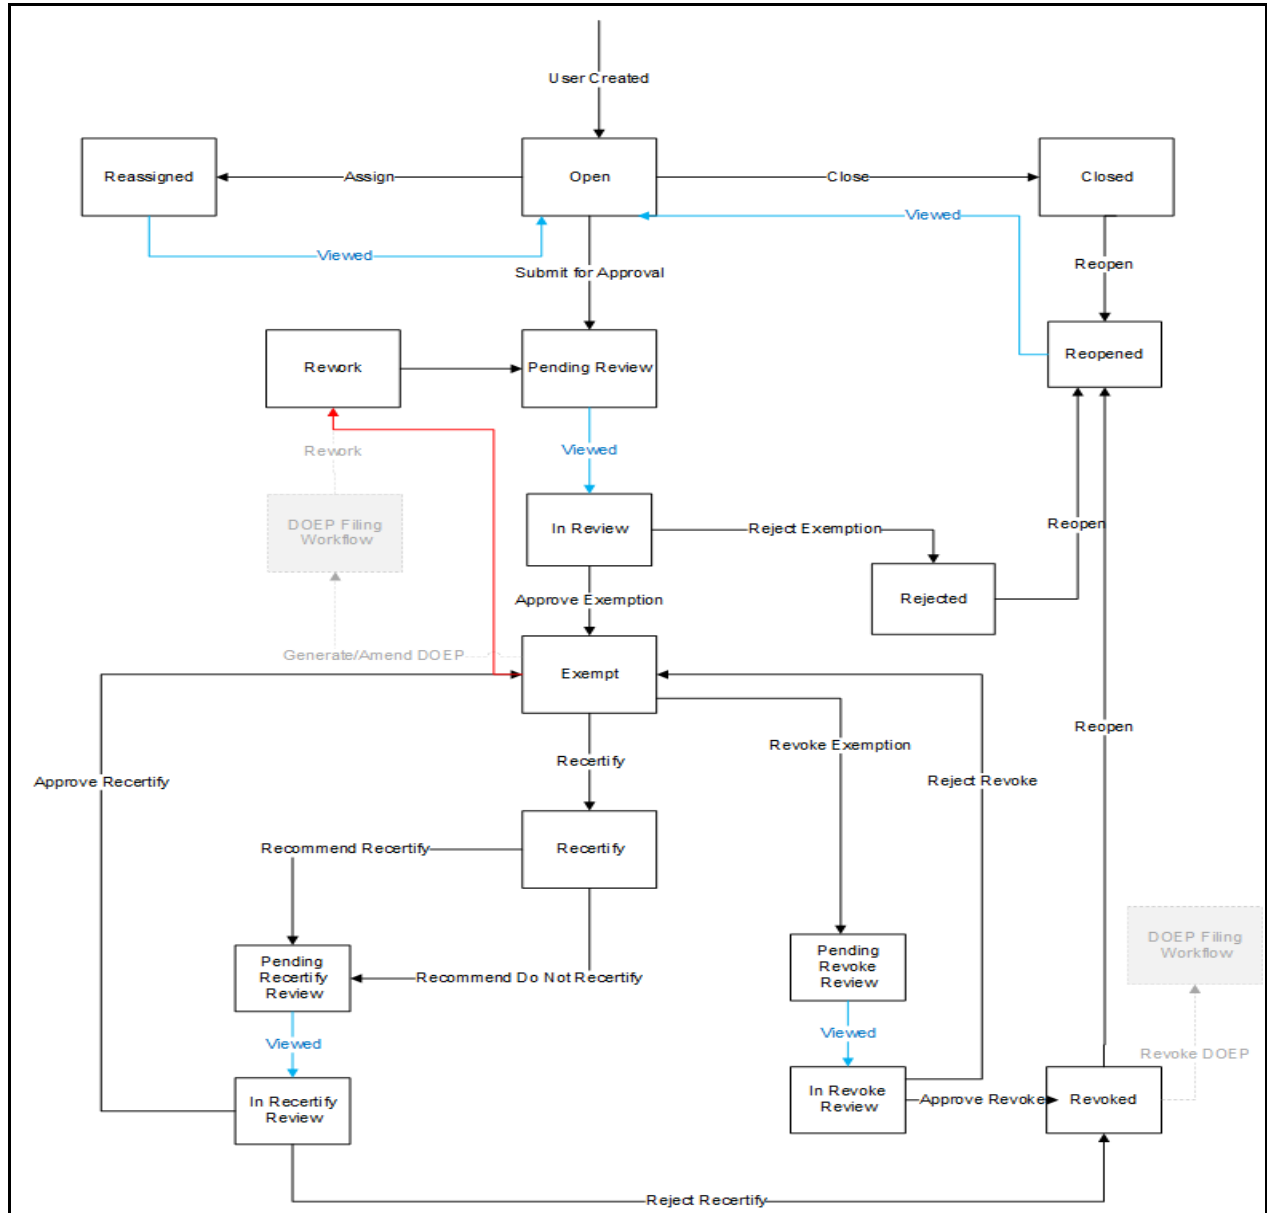 User Created
Reassigned
Assign
Open
Close
Closed
Viewed
Viewed
Submit for Approval
Reopen
Rework
Pending Review
Reopened
Rework
Viewed
DOEP Filing
Workflow
In Review
Reject Exemption
Reopen
Approve Exemption
Rejected
Generate/Amend DOEP
Exempt
Revoke Exemption
Reopen
Recertify
Approve Recertify
Reject Revoke
Recommend Recertify
Recertify
Pending
Recertify
Review
Recommend Do Not Recertify
Pending
Revoke
Review
DOEP Filing
Workflow
Viewed
Viewed
Revoke DOEP
In Recertify
Review
In Revoke
Review
Approve Revoke
Revoked
Reject Recertify